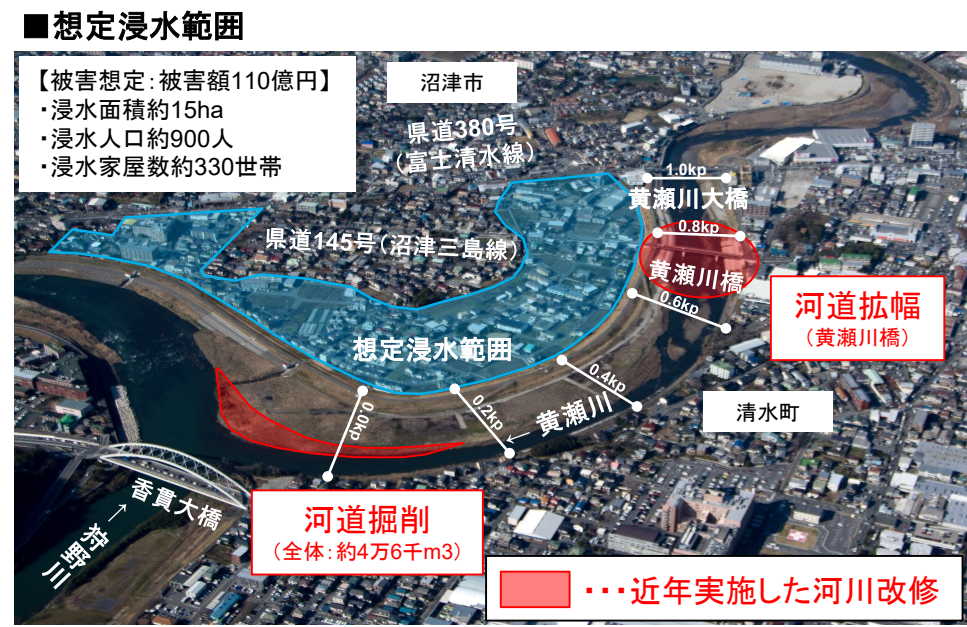 ■想定浸水範囲
【被害想定：被害額110億円】
・浸水面積約15ha
・浸水人口約900人
・浸水家屋数約330世帯
沼津市
県道380号
（富士清水線）
1.0kp
黄瀬川大橋
0.8kp
県道145号（沼津三島線）
黄瀬川橋
0.6kp
河道拡幅
（黄瀬川橋）
想定浸水範囲
0.4kp
0.0kp
0.2kp
←黄瀬川
清水町
香貫大橋
狩野川→
河道掘削
（全体：約4万6千m3）
・・・近年実施した河川改修